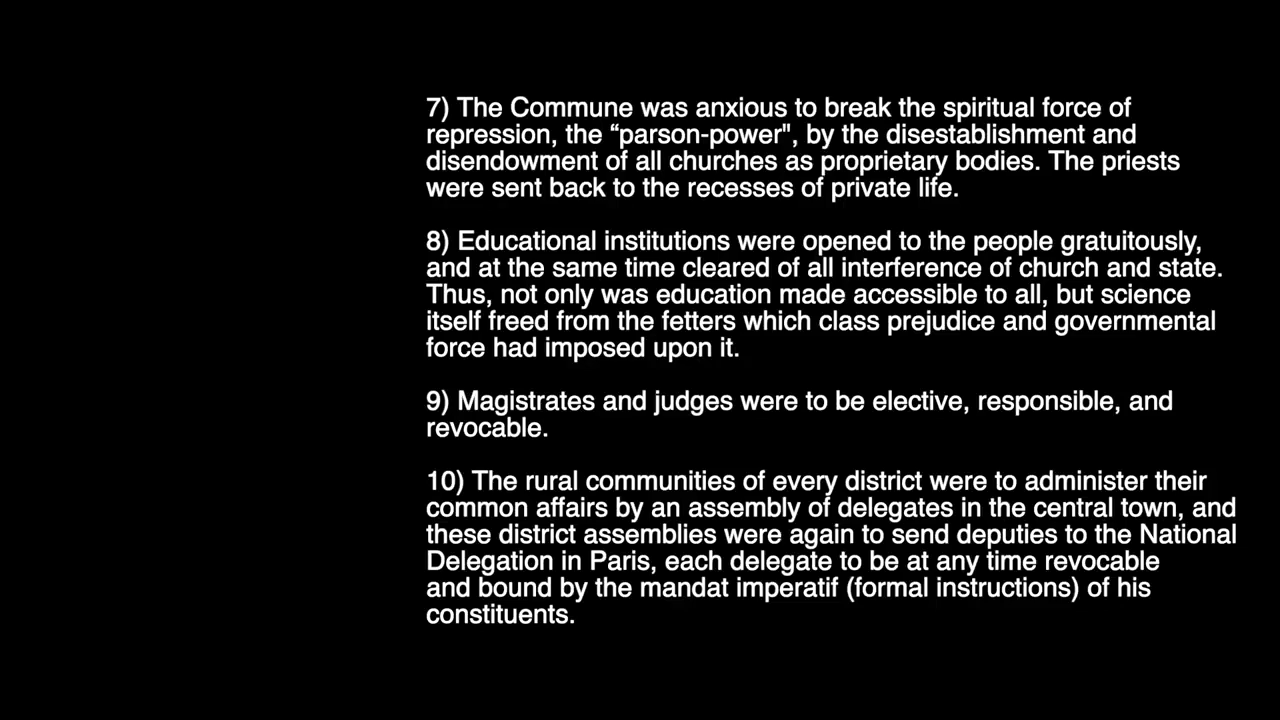 7) The Commune was anxious to break the spiritual force of
repression, the “parson-power", by the disestablishment and
disendowment of all churches as proprietary bodies. The priests
were sent back to the recesses of private life.
8) Educational institutions were opened to the people gratuitously,
and at the same time cleared of all interference of church and state.
Thus, not only was education made accessible to all, but science
itself freed from the fetters which class prejudice and governmental
force had imposed upon it.
9) Magistrates and judges were to be elective, responsible, and
revocable.
10) The rural communities of every district were to administer their
common affairs by an assembly of delegates in the central town, and
these district assemblies were again to send deputies to the National
Delegation in Paris, each delegate to be at any time revocable
and bound by the mandat imperatif (formal instructions) of his
constituents.